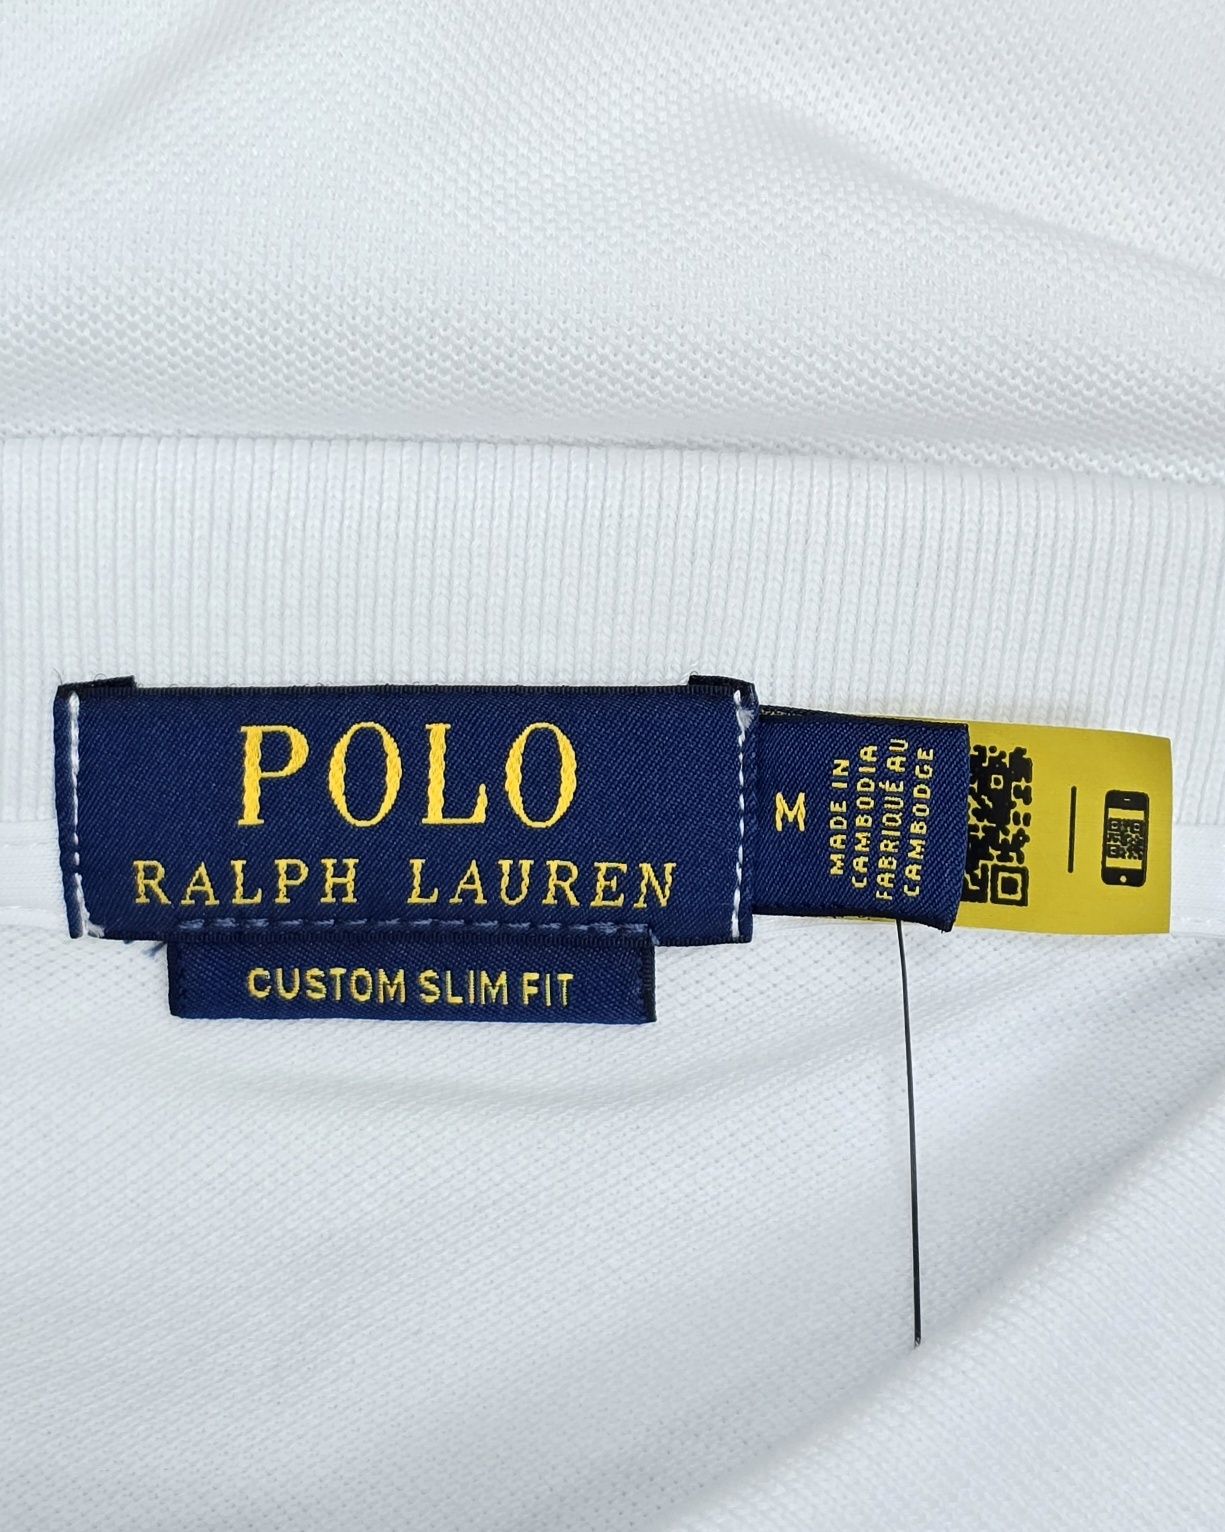 POLO
RALPH LAUREN
CUSTOM SLIM FIT
M
MADE IN
CAMBODIA
FABRIQUÉ AU
CAMBODGE